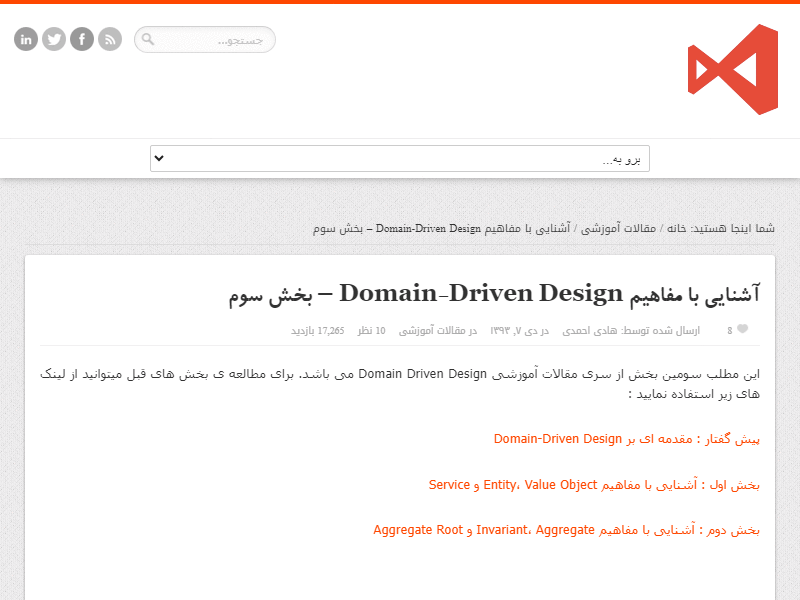 جستجو...
برو به...
شما اینجا هستید: خانه / مقالات آموزشی / آشنایی با مفاهیم Domain-Driven Design – بخش سوم
آشنایی با مفاهیم Domain-Driven Design – بخش سوم
8 ارسال شده توسط: هادی احمدی در دی ۷, ۱۳۹۳ در مقالات آموزشی 10 نظر 17,265 بازدید
این مطلب سومین بخش از سری مقالات آموزشی Domain Driven Design می باشد. برای مطالعه ی بخش های قبل میتوانید از لینک
های زیر استفاده نمایید :
پیش گفتار : مقدمه ای بر Domain-Driven Design
بخش اول : آشنایی با مفاهیم Entity، Value Object و Service
بخش دوم : آشنایی با مفاهیم Invariant، Aggregate و Aggregate Root